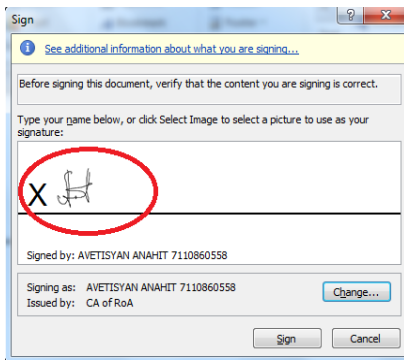 Sign
See additional information about what you are signing...
Before signing this document, verify that the content you are signing is correct.
Type your name below, or click Select Image to select a picture to use as your
signature:
X
Signed by: AVETISYAN ANAHIT 7110860558
Signing as: AVETISYAN ANAHIT 7110860558
Change...
Issued by: CA of RoA
Sign Cancel